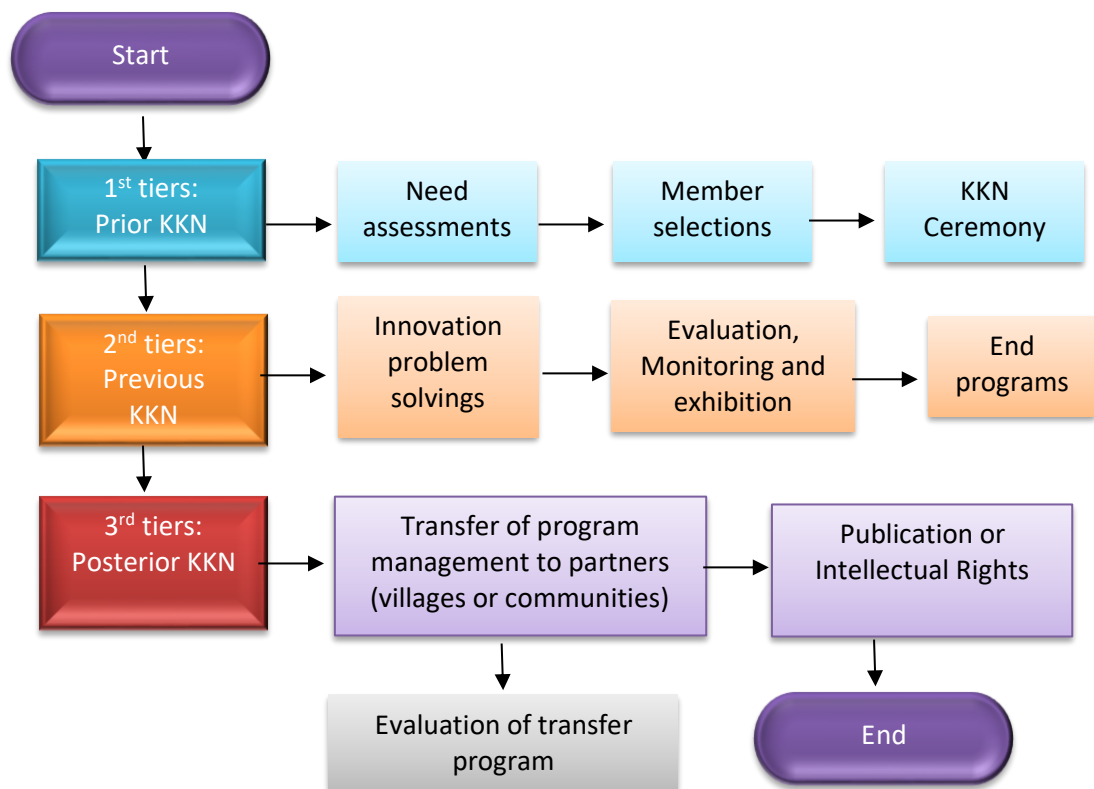 Start
1st tiers:
Prior KKN
Need
assessments
Member
selections
KKN
Ceremony
2nd tiers:
Previous
KKN
Innovation
problem
solvings
Evaluation,
Monitoring and
exhibition
End
programs
3rd tiers:
Posterior KKN
Transfer of program
management to partners
(villages or communities)
Publication or
Intellectual Rights
Evaluation of transfer
program
End